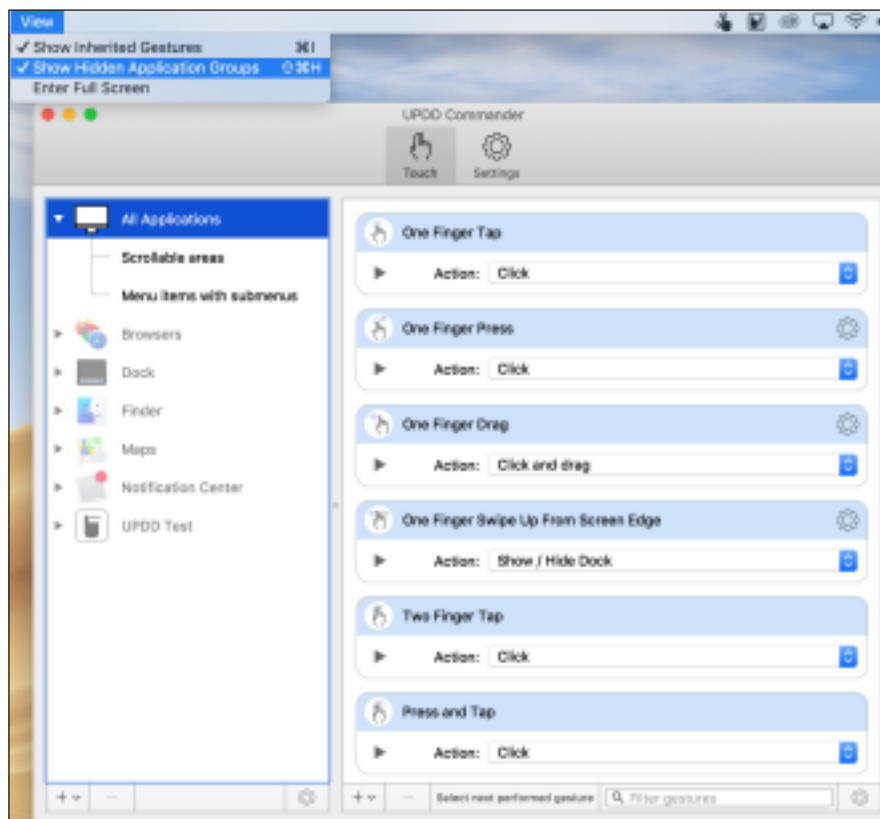 View
✓ Show Inherited Gestures ⌘I
✓ Show Hidden Application Groups ⇧⌘H
Enter Full Screen
UPDD Commander
Touch Settings
All Applications
Scrollable areas
Menu items with submenus
Browsers
Dock
Finder
Maps
Notification Center
UPDD Test
One Finger Tap
Action: Click
One Finger Press
Action: Click
One Finger Drag
Action: Click and drag
One Finger Swipe Up From Screen Edge
Action: Show / Hide Dock
Two Finger Tap
Action: Click
Press and Tap
Action: Click
Select next performed gesture Filter gestures